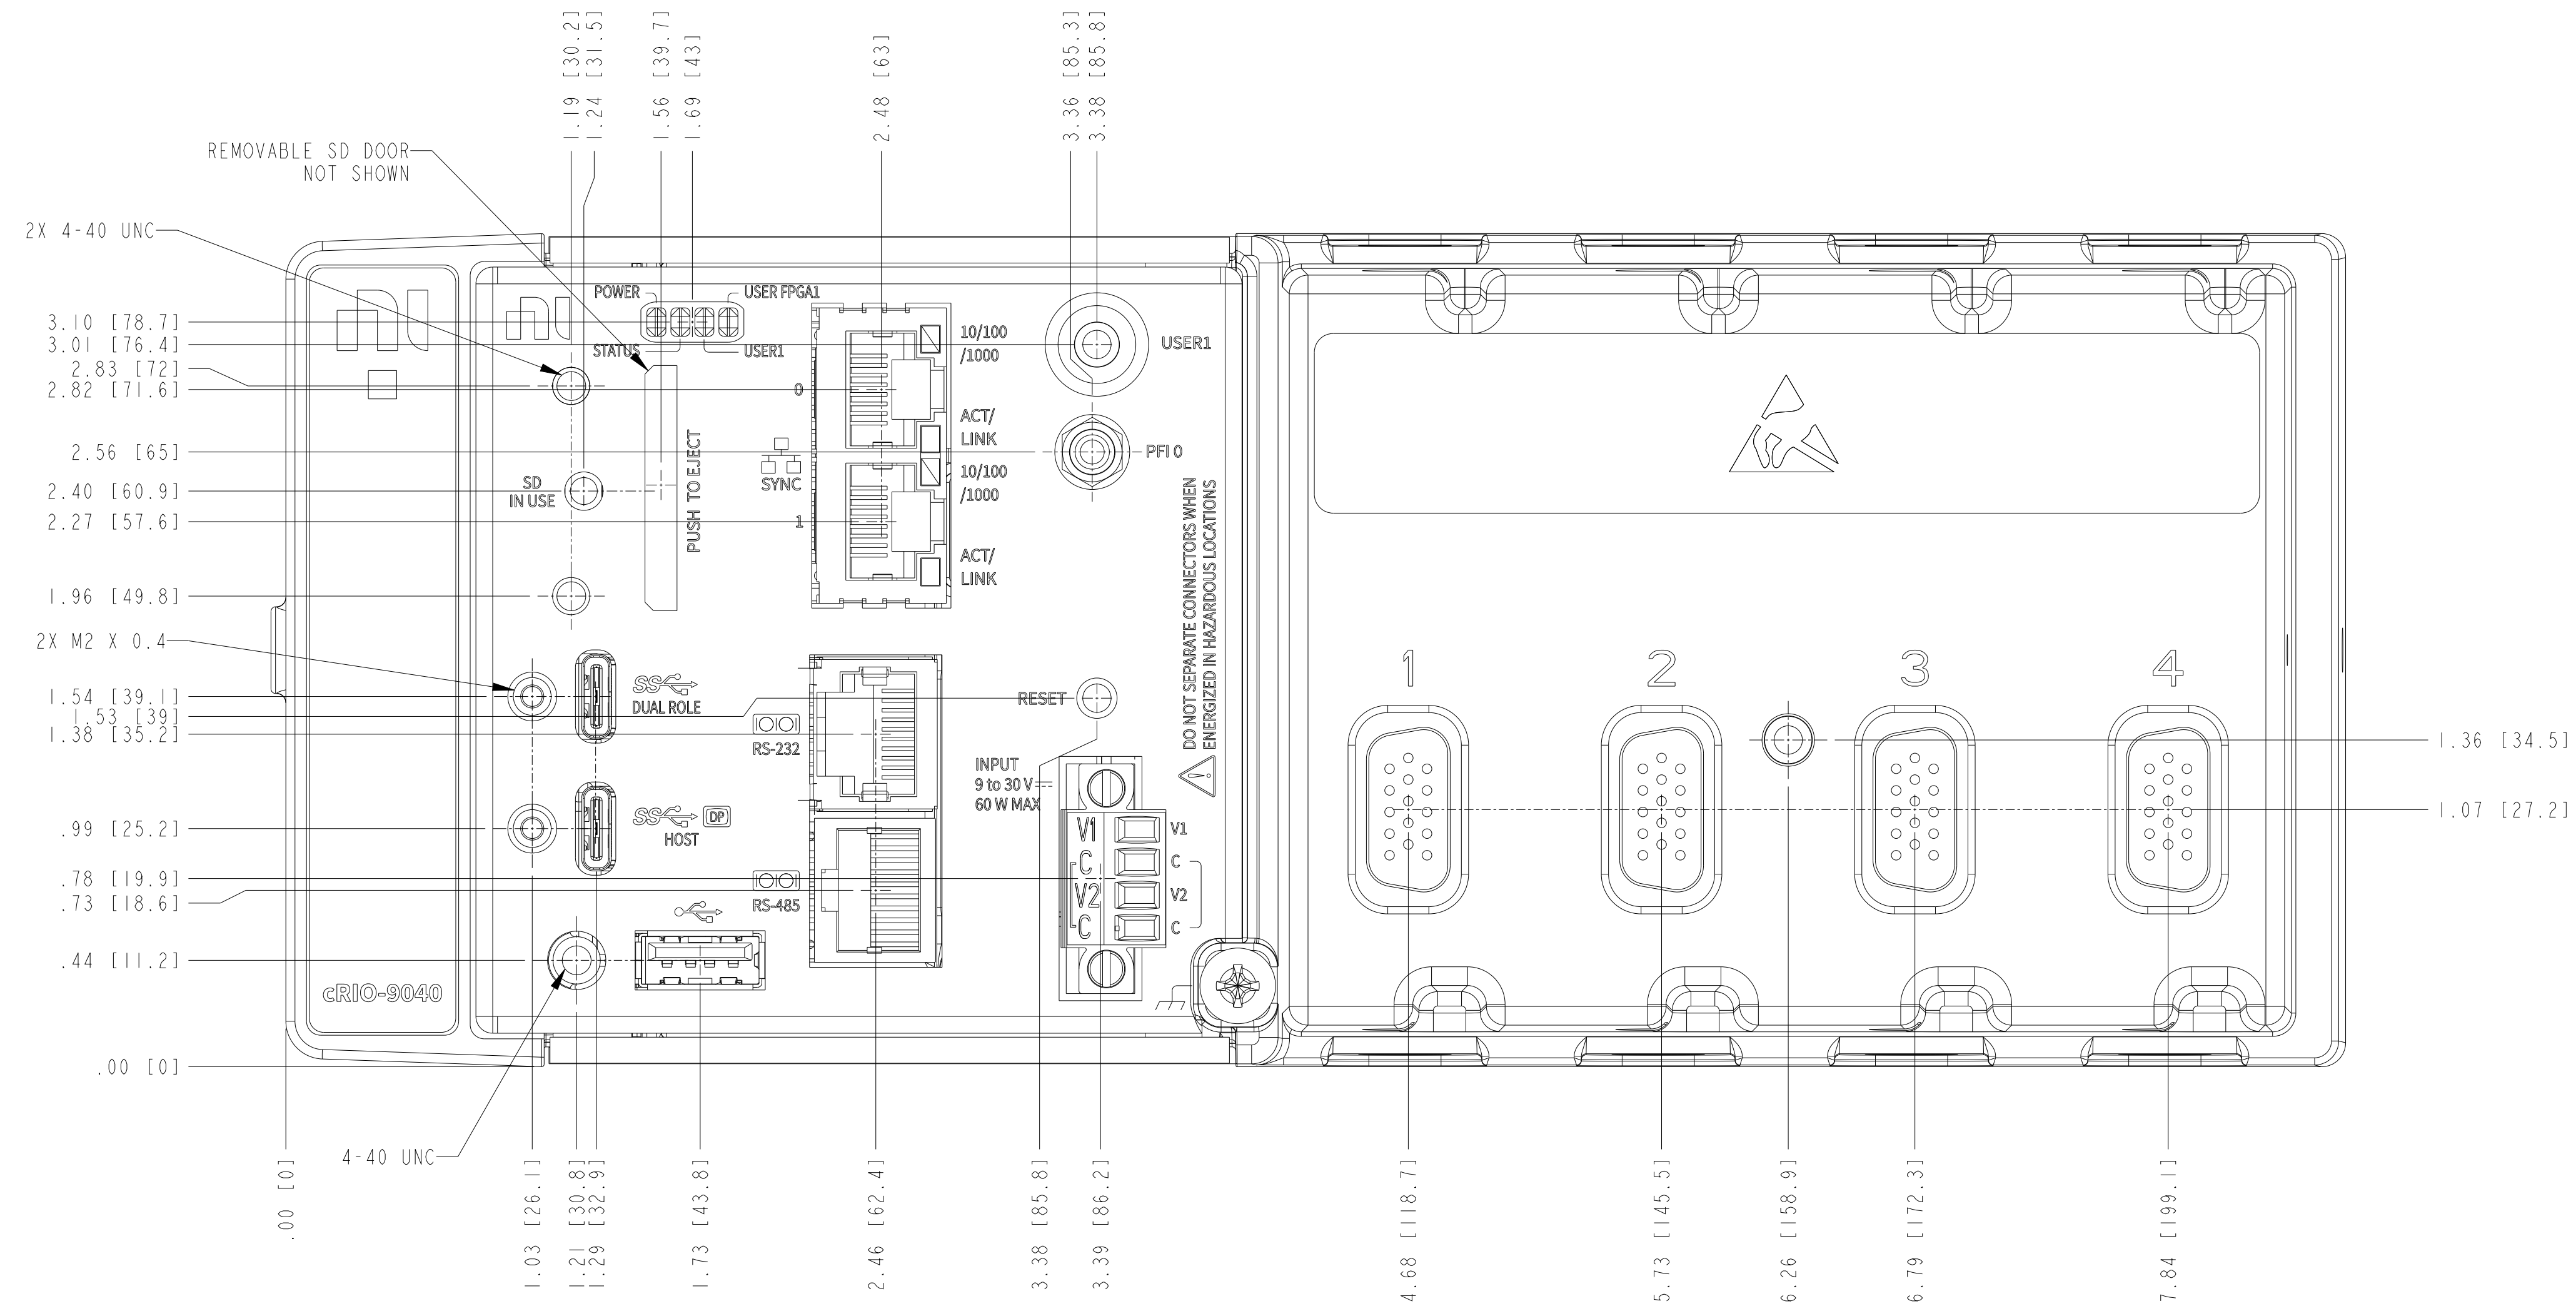 1.19 [30.2]
1.24 [31.5]
1.56 [39.7]
1.69 [43]
2.48 [63]
3.36 [85.3]
3.38 [85.8]
REMOVABLE SD DOOR
NOT SHOWN
2X 4-40 UNC
3.10 [78.7]
3.01 [76.4]
2.83 [72]
2.82 [71.6]
2.56 [65]
2.40 [60.9]
2.27 [57.6]
1.96 [49.8]
2X M2 X 0.4
1.54 [39.1]
1.53 [39]
1.38 [35.2]
.99 [25.2]
.78 [19.9]
.73 [18.6]
.44 [11.2]
.00 [0]
4-40 UNC
ni
ni
cRIO-9040
POWER
USER FPGA1
STATUS
USER1
SD
IN USE
PUSH TO EJECT
0
SYNC
1
10/100
/1000
ACT/
LINK
10/100
/1000
ACT/
LINK
USER1
PFI 0
DO NOT SEPARATE CONNECTORS WHEN
ENERGIZED IN HAZARDOUS LOCATIONS
SS
DUAL ROLE
|OO|
RS-232
RESET
SS
DP
HOST
|OO|
RS-485
INPUT
9 to 30 V
60 W MAX
V1
C
V2
C
V1
C
V2
C
1
2
3
4
1.36 [34.5]
1.07 [27.2]
.00 [0]
1.03 [26.1]
1.21 [30.8]
1.29 [32.9]
1.73 [43.8]
2.46 [62.4]
3.38 [85.8]
3.39 [86.2]
4.68 [118.7]
5.73 [145.5]
6.26 [158.9]
6.79 [172.3]
7.84 [199.1]